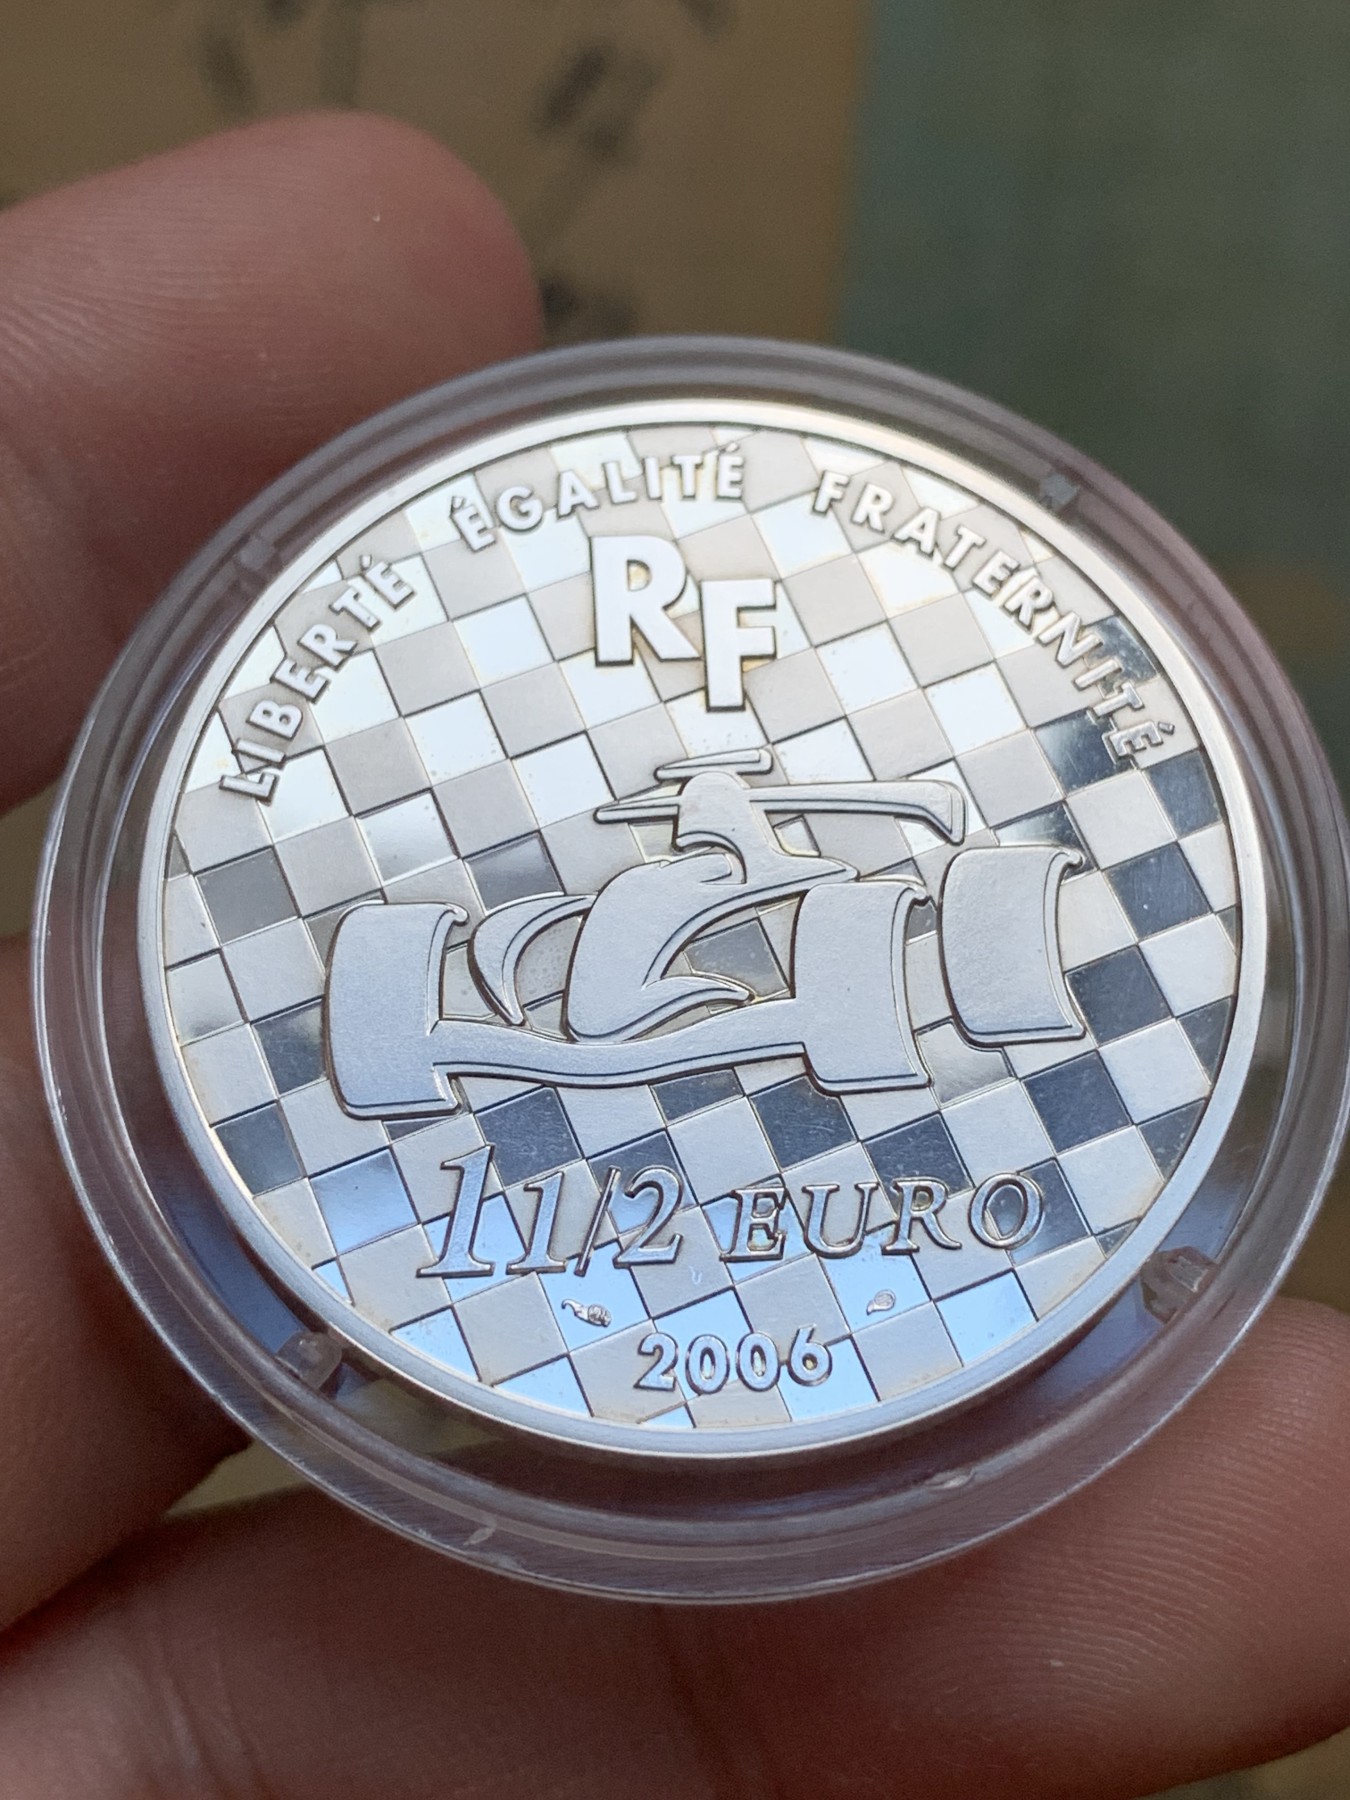 LIBERTÉ ÉGALITÉ FRATERNITÉ
RF
1 1/2 EURO
2006